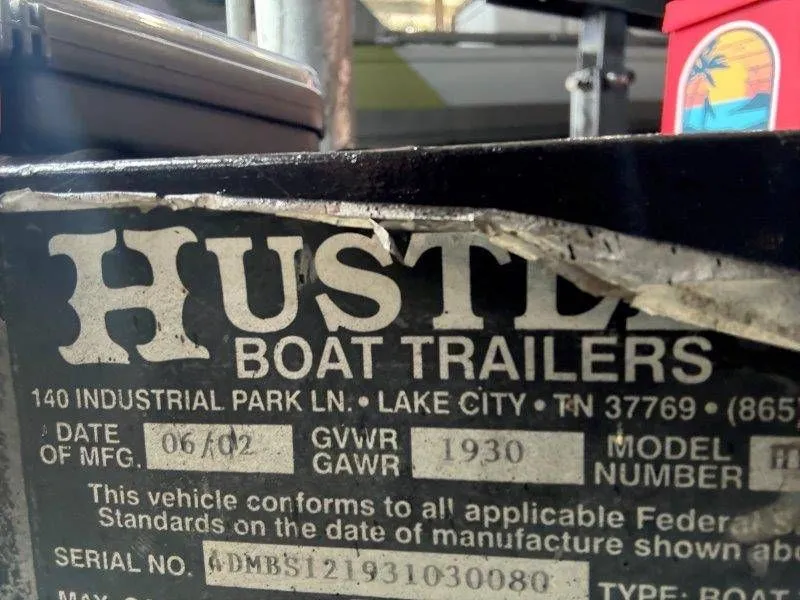 HUSTL
BOAT TRAILERS
140 INDUSTRIAL PARK LN. • LAKE CITY • TN 37769 • (865)
DATE OF MFG. 06/02 GVWR GAWR 1930 MODEL NUMBER
This vehicle conforms to all applicable Federal
Standards on the date of manufacture shown
SERIAL NO. 4DMBS121931030080
TYPE: BOAT